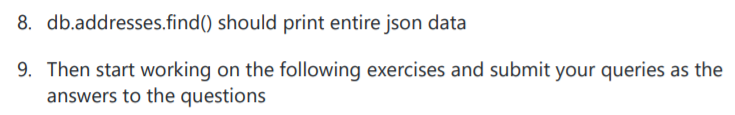 8. db.addresses.find() should print entire json data
9. Then start working on the following exercises and submit your queries as the
answers to the questions